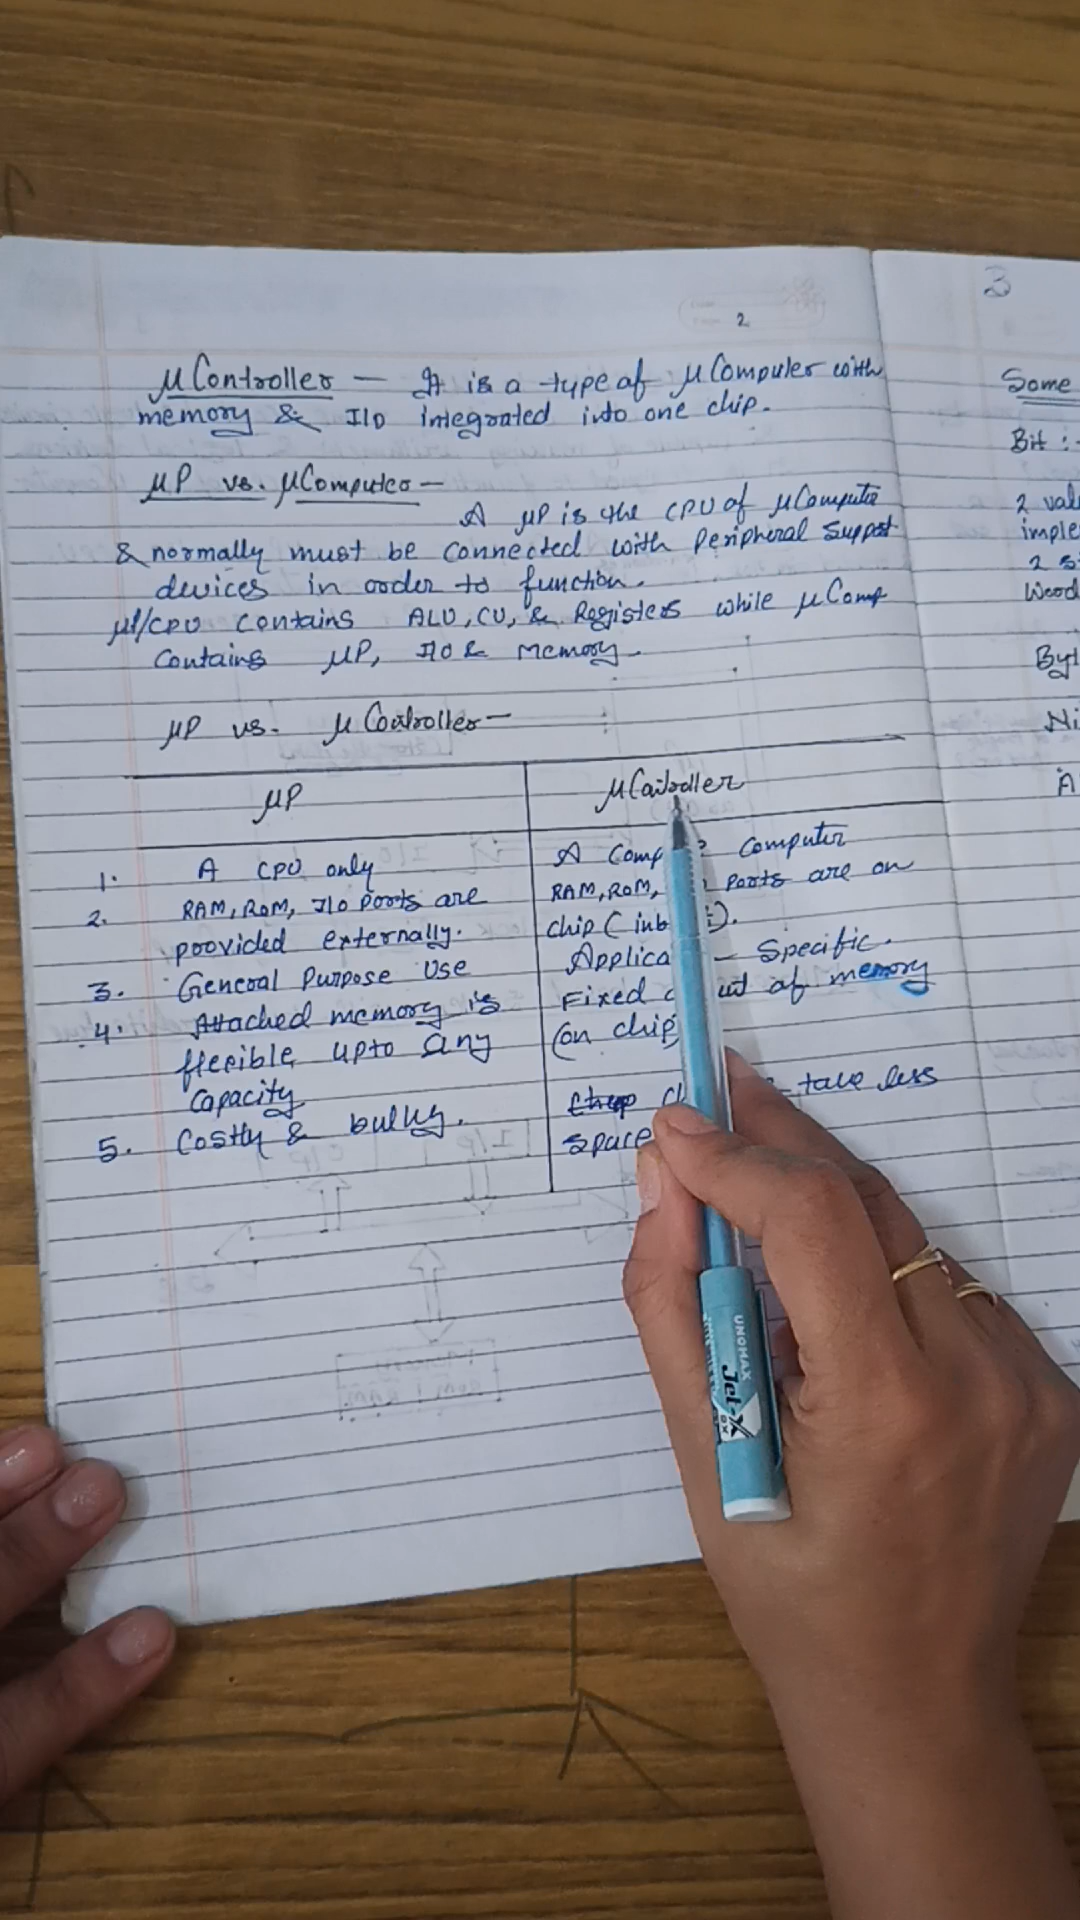 2
μController – It is a type of μComputer with
memory & I/O integrated into one chip.
μP vs. μComputer –
A μP is the CPU of μComputer
& normally must be connected with Peripheral Support
devices in order to function.
μP/CPU contains ALU, CU, & Registers while μComp
contains μP, I/O & memory.
μP vs. μController –
μP
μController
1. A CPU only
A Computer
2. RAM, ROM, I/O Ports are
provided externally.
RAM, ROM, Ports are on
chip
3. General Purpose Use
Specific.
4. Attached memory is
flexible upto any
capacity
Fixed of memory
(on chip
5. Costly & bulky.
take less
space
3
Some
Bit :-
2
2
UNOMAX
Jet-X